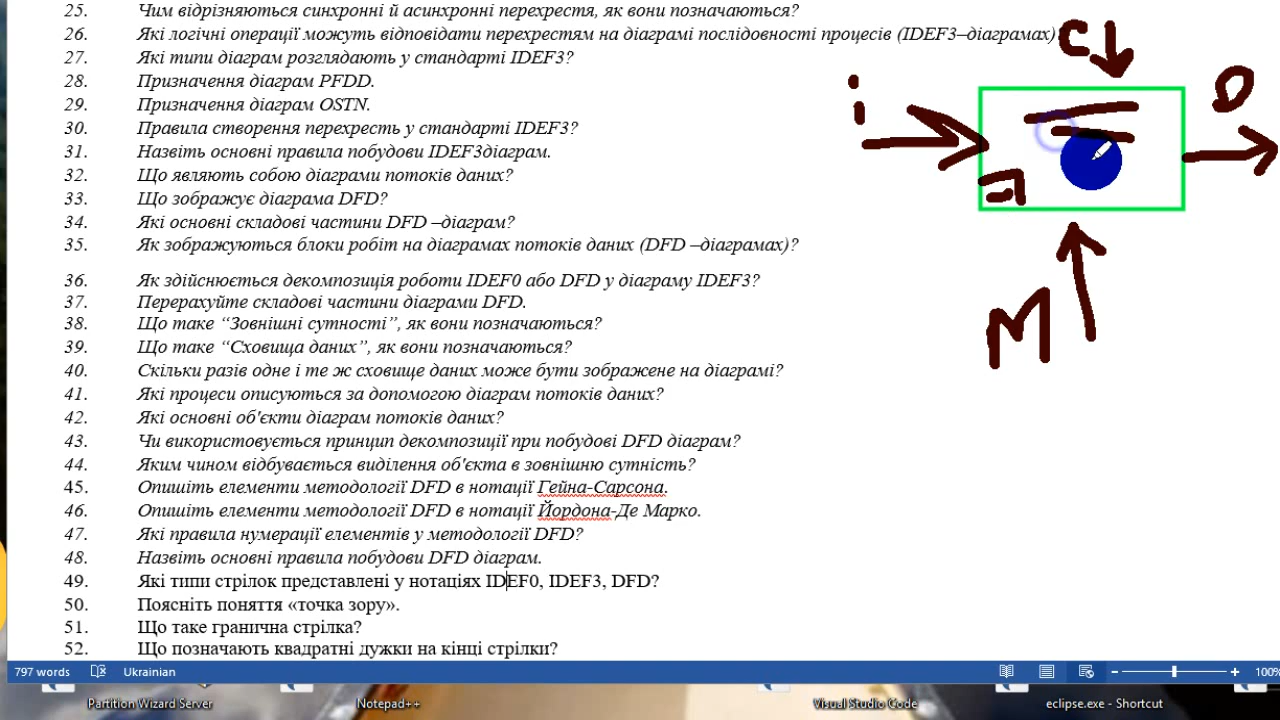 25. Чим відрізняються синхронні й асинхронні перехрестя, як вони позначаються?
26. Які логічні операції можуть відповідати перехрестям на діаграмі послідовності процесів (IDEF3–діаграмах)
27. Які типи діаграм розглядають у стандарті IDEF3?
28. Призначення діаграм PFDD.
29. Призначення діаграм OSTN.
30. Правила створення перехресть у стандарті IDEF3?
31. Назвіть основні правила побудови IDEF3діаграм.
32. Що являють собою діаграми потоків даних?
33. Що зображує діаграма DFD?
34. Які основні складові частини DFD –діаграм?
35. Як зображуються блоки робіт на діаграмах потоків даних (DFD –діаграмах)?
36. Як здійснюється декомпозиція роботи IDEF0 або DFD у діаграму IDEF3?
37. Перерахуйте складові частини діаграми DFD.
38. Що таке “Зовнішні сутності”, як вони позначаються?
39. Що таке “Сховища даних”, як вони позначаються?
40. Скільки разів одне і те ж сховище даних може бути зображене на діаграмі?
41. Які процеси описуються за допомогою діаграм потоків даних?
42. Які основні об'єкти діаграм потоків даних?
43. Чи використовується принцип декомпозиції при побудові DFD діаграм?
44. Яким чином відбувається виділення об'єкта в зовнішню сутність?
45. Опишіть елементи методології DFD в нотації Гейна-Сарсона.
46. Опишіть елементи методології DFD в нотації Йордона-Де Марко.
47. Які правила нумерації елементів у методології DFD?
48. Назвіть основні правила побудови DFD діаграм.
49. Які типи стрілок представлені у нотаціях IDEF0, IDEF3, DFD?
50. Поясніть поняття «точка зору».
51. Що таке гранична стрілка?
52. Що позначають квадратні дужки на кінці стрілки?
C
i
O
M
797 words Ukrainian 100%
Partition Wizard Server Notepad++ Visual Studio Code eclipse.exe - Shortcut